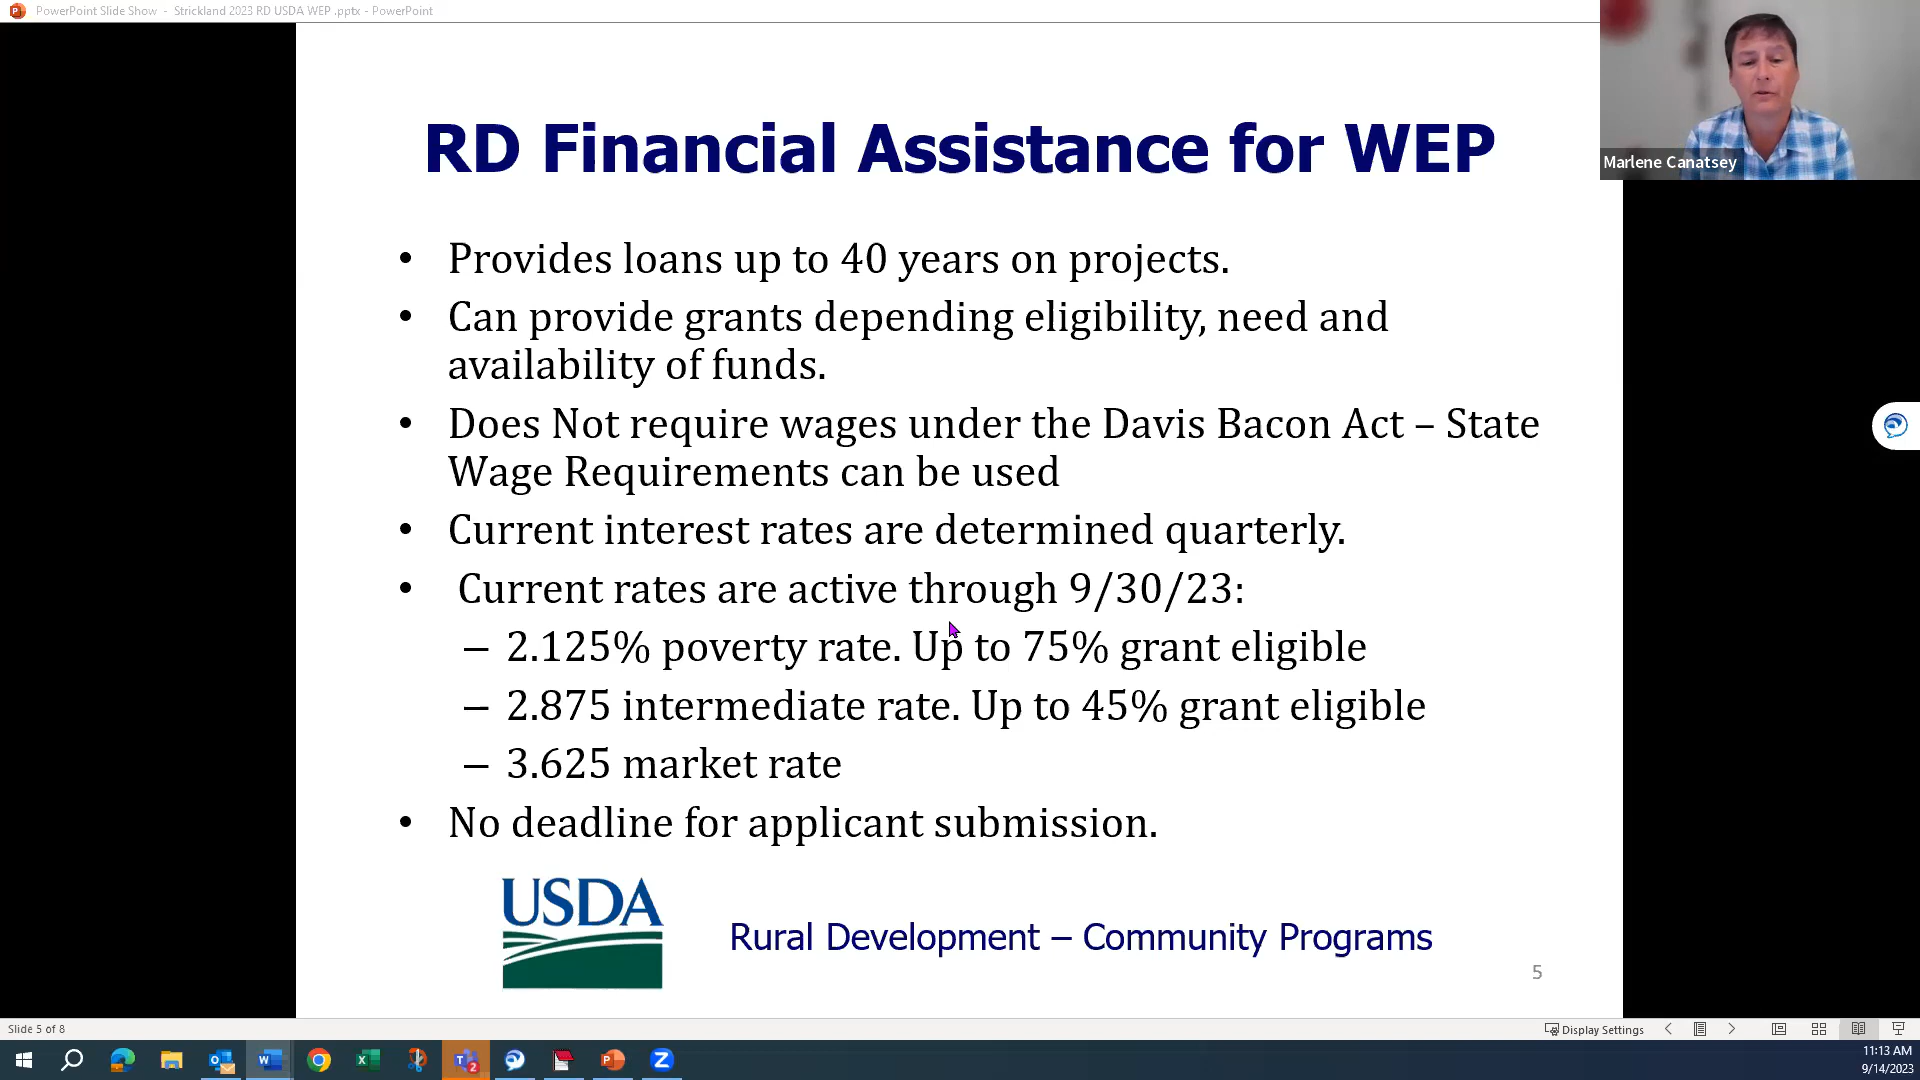 PowerPoint Slide Show - Strickland 2023 RD USDA WEP .pptx - PowerPoint
Marlene Canatsey
RD Financial Assistance for WEP
• Provides loans up to 40 years on projects.
• Can provide grants depending eligibility, need and
availability of funds.
• Does Not require wages under the Davis Bacon Act – State
Wage Requirements can be used
• Current interest rates are determined quarterly.
• Current rates are active through 9/30/23:
– 2.125% poverty rate. Up to 75% grant eligible
– 2.875 intermediate rate. Up to 45% grant eligible
– 3.625 market rate
• No deadline for applicant submission.
USDA
Rural Development – Community Programs
5
Slide 5 of 8
Display Settings
11:13 AM
9/14/2023